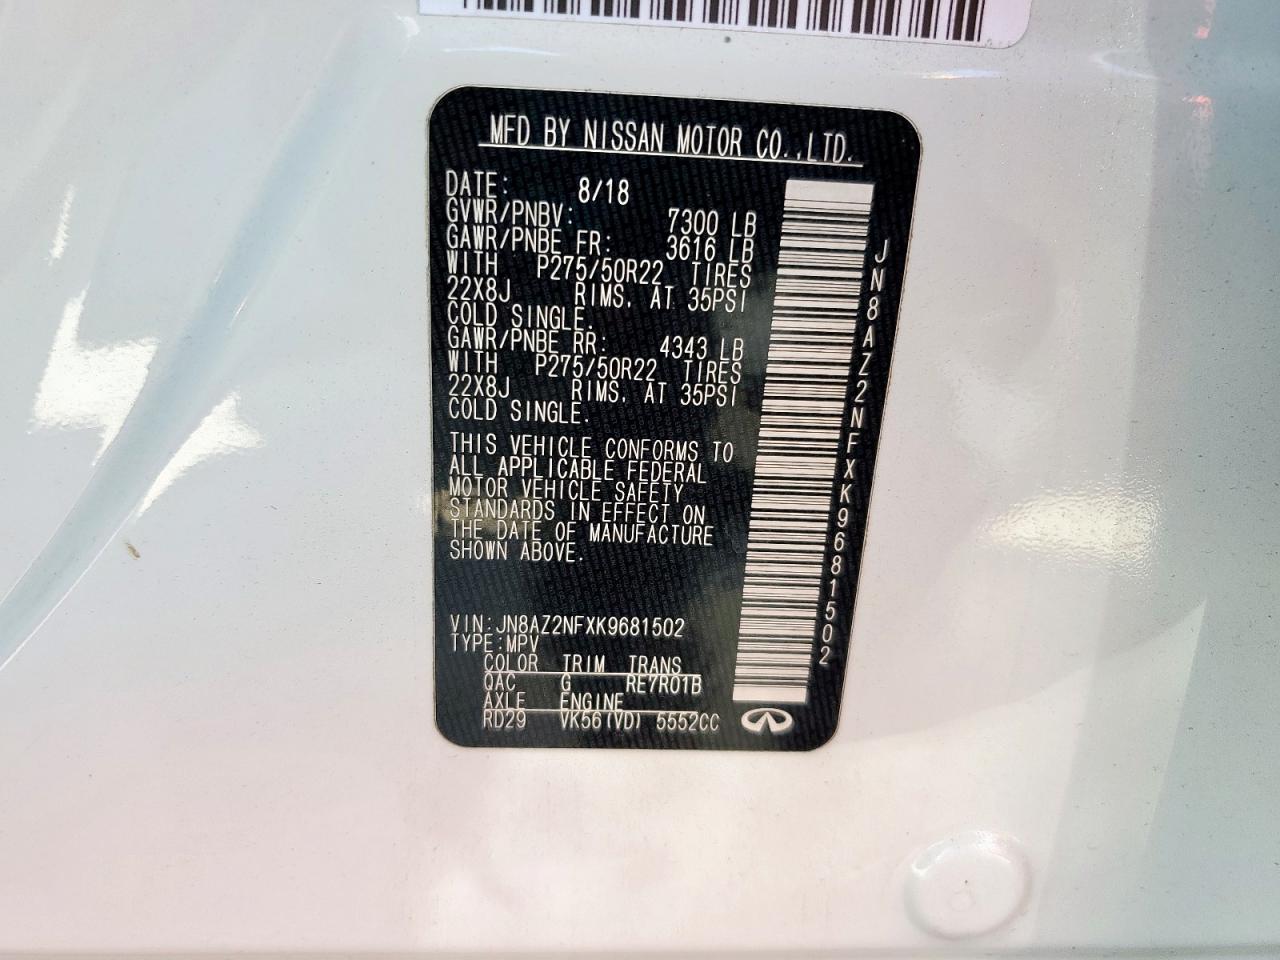 MFD BY NISSAN MOTOR CO.,LTD.
DATE: 8/18
GVWR/PNBV: 7300 LB
GAWR/PNBE FR: 3616 LB
WITH P275/50R22 TIRES
22X8J RIMS, AT 35PSI
COLD SINGLE.
GAWR/PNBE RR: 4343 LB
WITH P275/50R22 TIRES
22X8J RIMS, AT 35PSI
COLD SINGLE.
THIS VEHICLE CONFORMS TO
ALL APPLICABLE FEDERAL
MOTOR VEHICLE SAFETY
STANDARDS IN EFFECT ON
THE DATE OF MANUFACTURE
SHOWN ABOVE.
VIN:JN8AZ2NFXK9681502
TYPE:MPV
COLOR TRIM TRANS
QAC G RE7R01B
AXLE ENGINE
RD29 VK56(VD) 5552CC
JN8AZ2NFXK9681502